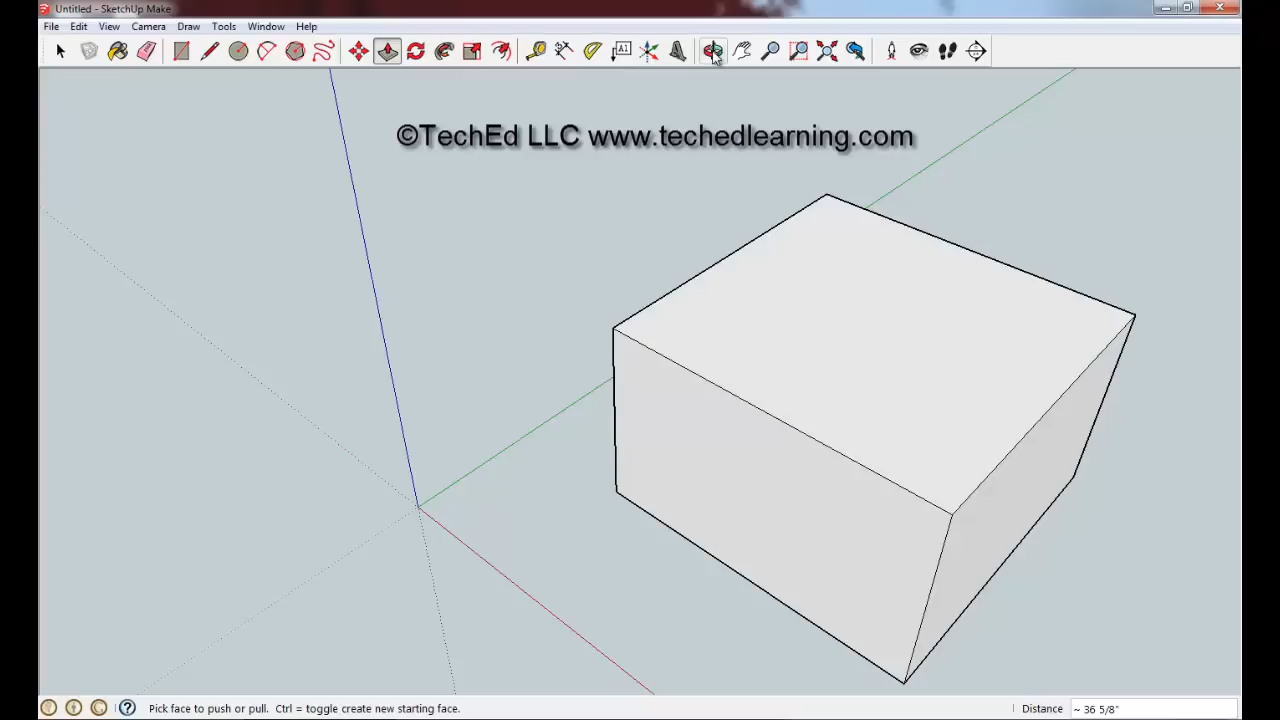 Untitled - SketchUp Make
File Edit View Camera Draw Tools Window Help
A1
©TechEd LLC www.techedlearning.com
Pick face to push or pull. Ctrl = toggle create new starting face.
Distance ~ 36 5/8"